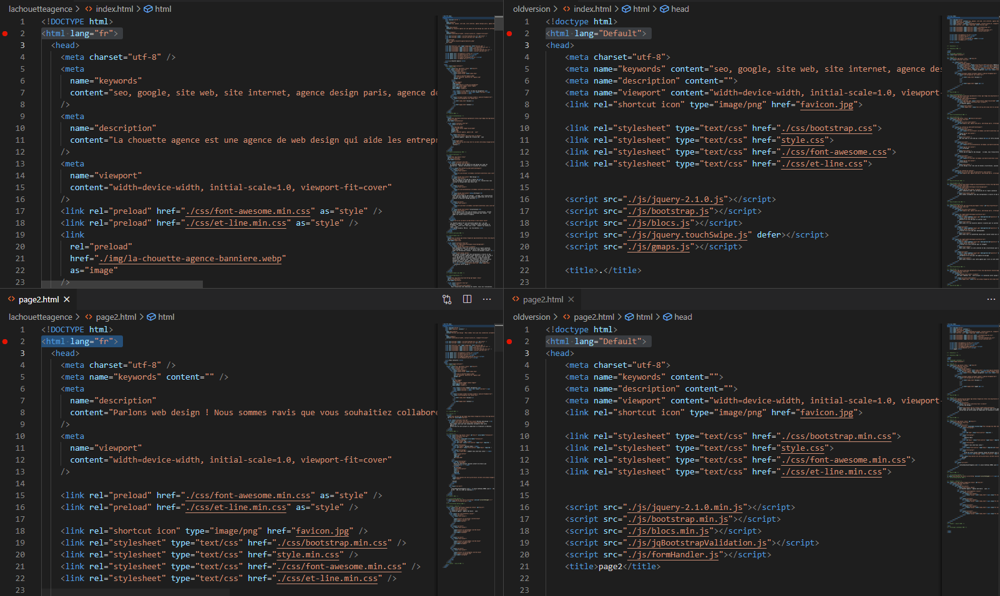 lachouetteagence > <> index.html > html
1 <!DOCTYPE html>
2 <html lang="fr">
3 <head>
4 <meta charset="utf-8" />
5 <meta
6 name="keywords"
7 content="seo, google, site web, site internet, agence design paris, agence de
8 />
9 <meta
10 name="description"
11 content="La chouette agence est une agence de web design qui aide les entrepr
12 />
13 <meta
14 name="viewport"
15 content="width=device-width, initial-scale=1.0, viewport-fit=cover"
16 />
17 <link rel="preload" href="./css/font-awesome.min.css" as="style" />
18 <link rel="preload" href="./css/et-line.min.css" as="style" />
19 <link
20 rel="preload"
21 href="./img/la-chouette-agence-banniere.webp"
22 as="image"
23 />
oldversion > <> index.html > html > head
1 <!doctype html>
2 <html lang="Default">
3 <head>
4 <meta charset="utf-8">
5 <meta name="keywords" content="seo, google, site web, site internet, agence des
6 <meta name="description" content="">
7 <meta name="viewport" content="width=device-width, initial-scale=1.0, viewport-
8 <link rel="shortcut icon" type="image/png" href="favicon.jpg">
9
10 <link rel="stylesheet" type="text/css" href="./css/bootstrap.css">
11 <link rel="stylesheet" type="text/css" href="style.css">
12 <link rel="stylesheet" type="text/css" href="./css/font-awesome.css">
13 <link rel="stylesheet" type="text/css" href="./css/et-line.css">
14
15
16 <script src="./js/jquery-2.1.0.js"></script>
17 <script src="./js/bootstrap.js"></script>
18 <script src="./js/blocs.js"></script>
19 <script src="./js/jquery.touchSwipe.js" defer></script>
20 <script src="./js/gmaps.js"></script>
21
22 <title>.</title>
23
<> page2.html
lachouetteagence > <> page2.html > html
1 <!DOCTYPE html>
2 <html lang="fr">
3 <head>
4 <meta charset="utf-8" />
5 <meta name="keywords" content="" />
6 <meta
7 name="description"
8 content="Parlons web design ! Nous sommes ravis que vous souhaitiez collabore
9 />
10 <meta
11 name="viewport"
12 content="width=device-width, initial-scale=1.0, viewport-fit=cover"
13 />
14
15 <link rel="preload" href="./css/font-awesome.min.css" as="style" />
16 <link rel="preload" href="./css/et-line.min.css" as="style" />
17
18 <link rel="shortcut icon" type="image/png" href="favicon.jpg" />
19 <link rel="stylesheet" type="text/css" href="./css/bootstrap.min.css" />
20 <link rel="stylesheet" type="text/css" href="style.min.css" />
21 <link rel="stylesheet" type="text/css" href="./css/font-awesome.min.css" />
22 <link rel="stylesheet" type="text/css" href="./css/et-line.min.css" />
23
<> page2.html
oldversion > <> page2.html > html > head
1 <!doctype html>
2 <html lang="Default">
3 <head>
4 <meta charset="utf-8">
5 <meta name="keywords" content="">
6 <meta name="description" content="">
7 <meta name="viewport" content="width=device-width, initial-scale=1.0, viewport-
8 <link rel="shortcut icon" type="image/png" href="favicon.jpg">
9
10 <link rel="stylesheet" type="text/css" href="./css/bootstrap.min.css">
11 <link rel="stylesheet" type="text/css" href="style.css">
12 <link rel="stylesheet" type="text/css" href="./css/font-awesome.min.css">
13 <link rel="stylesheet" type="text/css" href="./css/et-line.min.css">
14
15
16 <script src="./js/jquery-2.1.0.min.js"></script>
17 <script src="./js/bootstrap.min.js"></script>
18 <script src="./js/blocs.min.js"></script>
19 <script src="./js/jqBootstrapValidation.js"></script>
20 <script src="./js/formHandler.js"></script>
21 <title>page2</title>
22
23